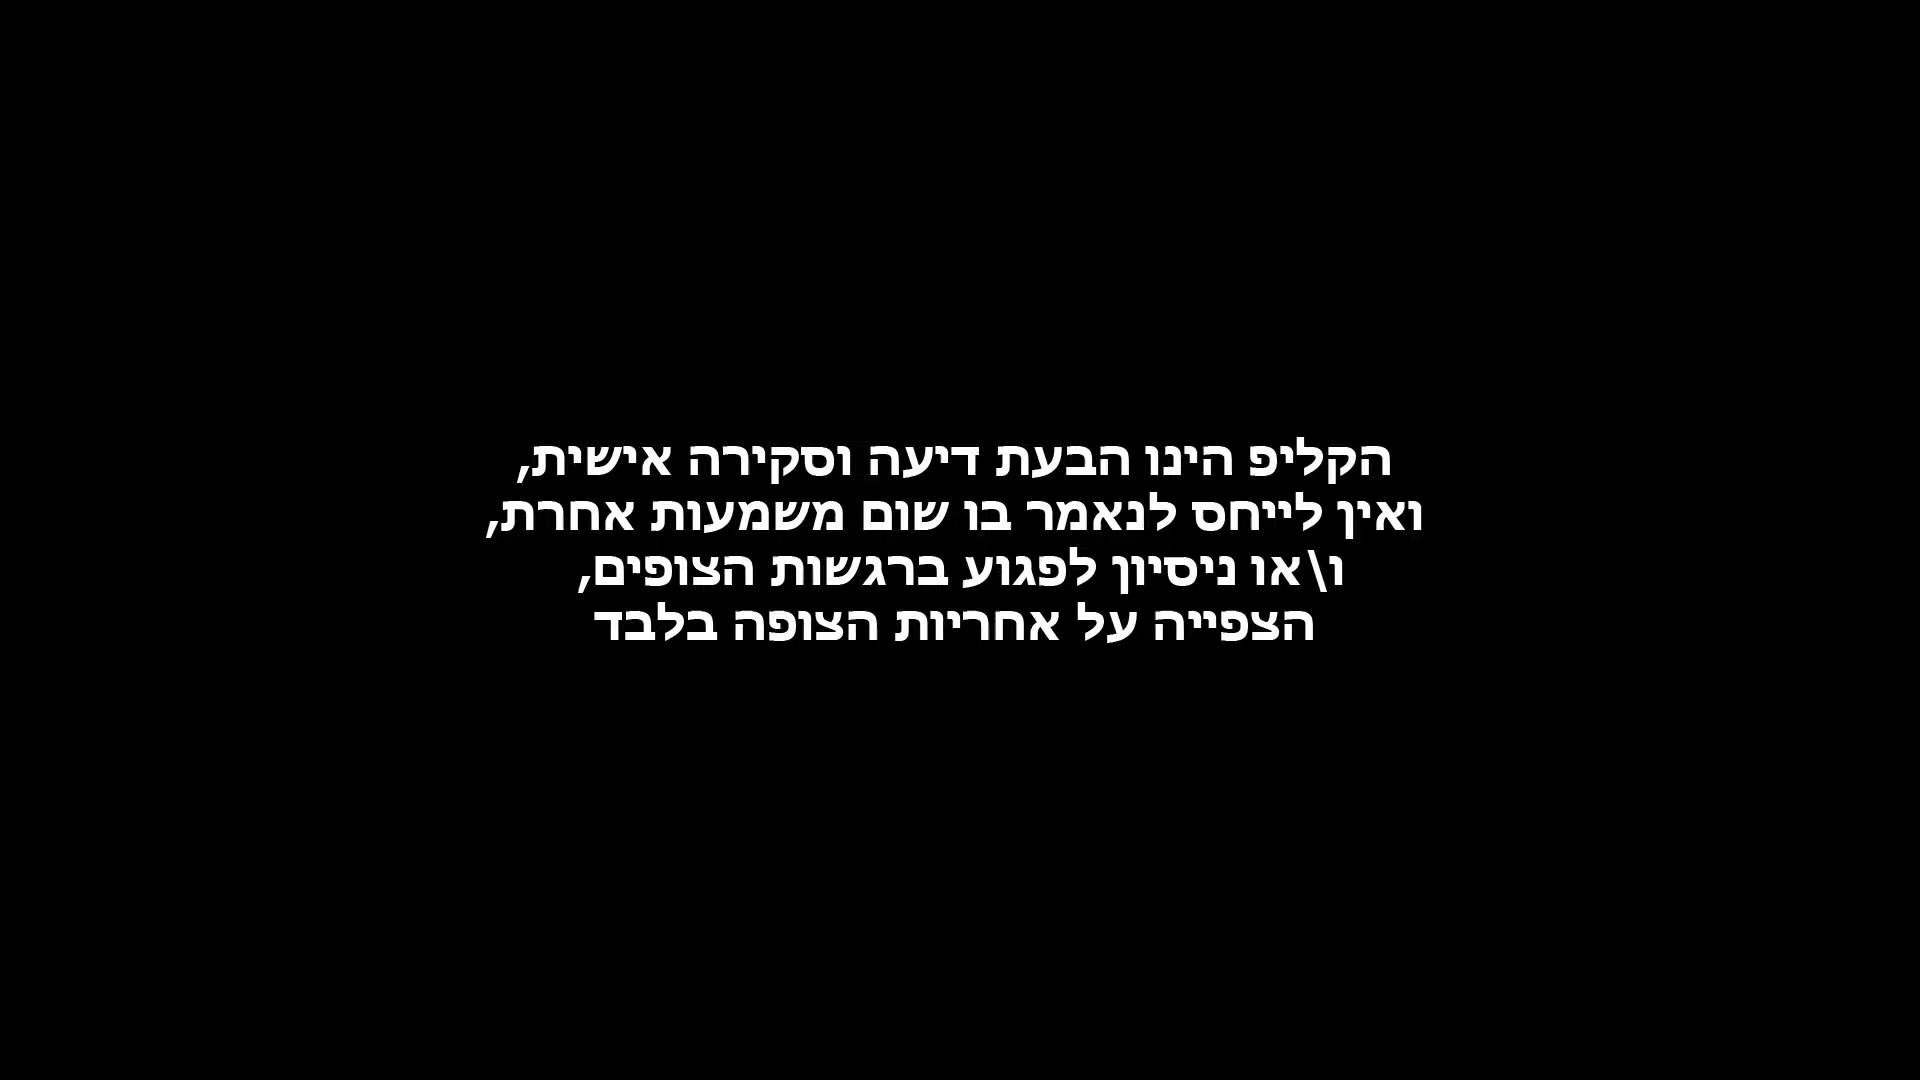 הקליפ הינו הבעת דיעה וסקירה אישית,
ואין לייחס לנאמר בו שום משמעות אחרת,
ו\או ניסיון לפגוע ברגשות הצופים,
הצפייה על אחריות הצופה בלבד